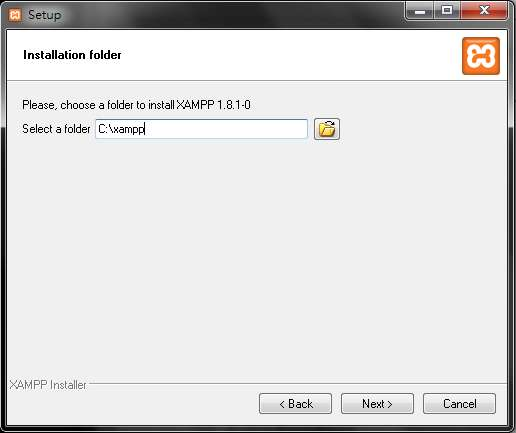 Setup
Installation folder
Please, choose a folder to install XAMPP 1.8.1-0
Select a folder C:\xampp
XAMPP Installer
< Back Next > Cancel